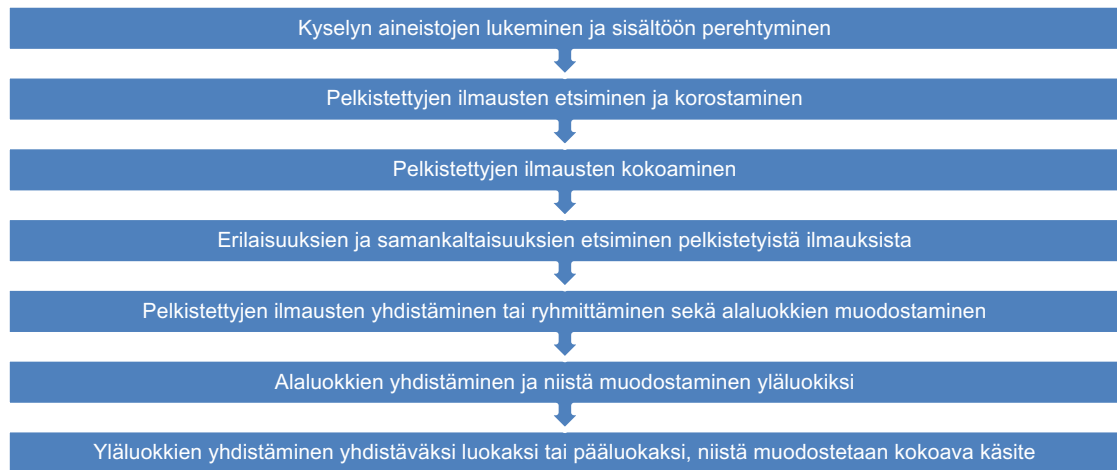 Kyselyn aineistojen lukeminen ja sisältöön perehtyminen
Pelkistettyjen ilmausten etsiminen ja korostaminen
Pelkistettyjen ilmausten kokoaminen
Erilaisuuksien ja samankaltaisuuksien etsiminen pelkistetyistä ilmauksista
Pelkistettyjen ilmausten yhdistäminen tai ryhmittäminen sekä alaluokkien muodostaminen
Alaluokkien yhdistäminen ja niistä muodostaminen yläluokiksi
Yläluokkien yhdistäminen yhdistäväksi luokaksi tai pääluokaksi, niistä muodostetaan kokoava käsite